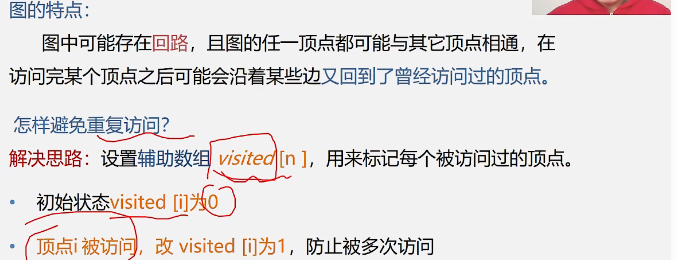 图的特点：
图中可能存在回路，且图的任一顶点都可能与其它顶点相通，在
访问完某个顶点之后可能会沿着某些边又回到了曾经访问过的顶点。
怎样避免重复访问？
解决思路：设置辅助数组 visited [n ]，用来标记每个被访问过的顶点。
• 初始状态visited [i]为0
• 顶点i 被访问，改 visited [i]为1，防止被多次访问